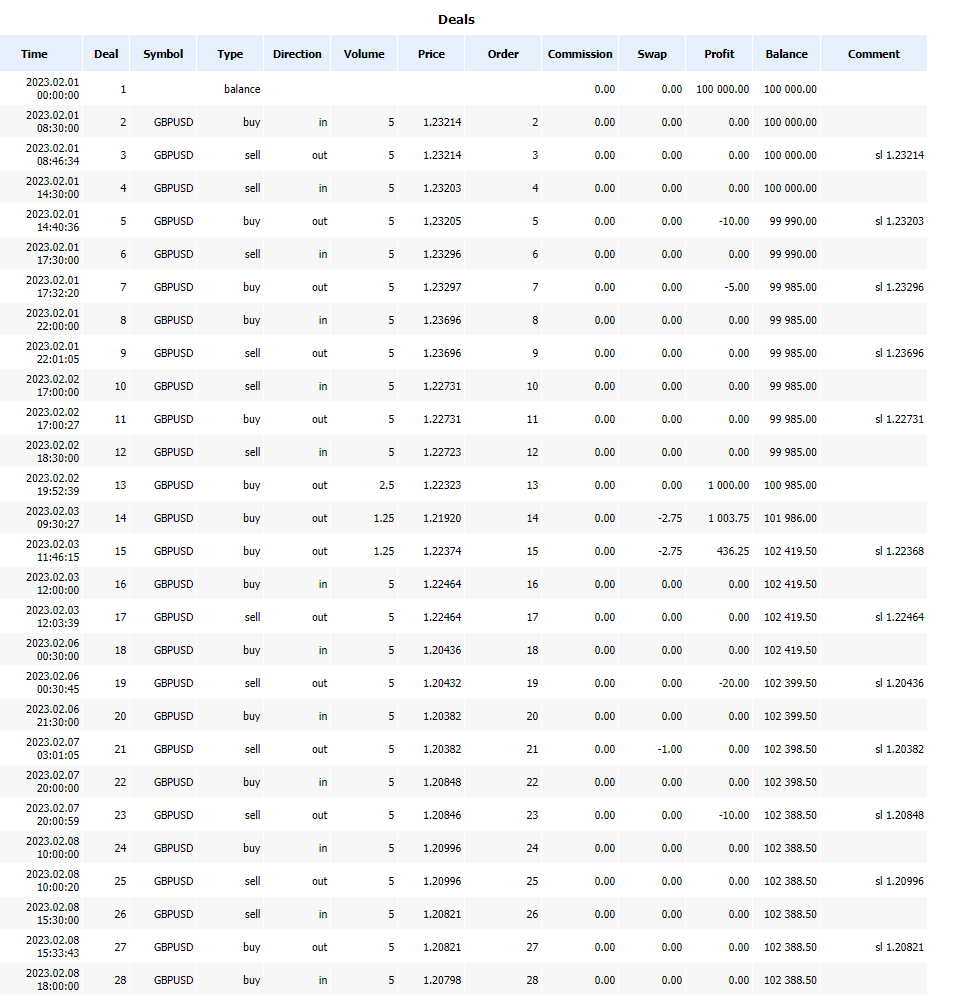 Deals
Time Deal Symbol Type Direction Volume Price Order Commission Swap Profit Balance Comment
2023.02.01
00:00:00 1 balance 0.00 0.00 100 000.00 100 000.00
2023.02.01
08:30:00 2 GBPUSD buy in 5 1.23214 2 0.00 0.00 0.00 100 000.00
2023.02.01
08:46:34 3 GBPUSD sell out 5 1.23214 3 0.00 0.00 0.00 100 000.00 sl 1.23214
2023.02.01
14:30:00 4 GBPUSD sell in 5 1.23203 4 0.00 0.00 0.00 100 000.00
2023.02.01
14:40:36 5 GBPUSD buy out 5 1.23205 5 0.00 0.00 -10.00 99 990.00 sl 1.23203
2023.02.01
17:30:00 6 GBPUSD sell in 5 1.23296 6 0.00 0.00 0.00 99 990.00
2023.02.01
17:32:20 7 GBPUSD buy out 5 1.23297 7 0.00 0.00 -5.00 99 985.00 sl 1.23296
2023.02.01
22:00:00 8 GBPUSD buy in 5 1.23696 8 0.00 0.00 0.00 99 985.00
2023.02.01
22:01:05 9 GBPUSD sell out 5 1.23696 9 0.00 0.00 0.00 99 985.00 sl 1.23696
2023.02.02
17:00:00 10 GBPUSD sell in 5 1.22731 10 0.00 0.00 0.00 99 985.00
2023.02.02
17:00:27 11 GBPUSD buy out 5 1.22731 11 0.00 0.00 0.00 99 985.00 sl 1.22731
2023.02.02
18:30:00 12 GBPUSD sell in 5 1.22723 12 0.00 0.00 0.00 99 985.00
2023.02.02
19:52:39 13 GBPUSD buy out 2.5 1.22323 13 0.00 0.00 1 000.00 100 985.00
2023.02.03
09:30:27 14 GBPUSD buy out 1.25 1.21920 14 0.00 -2.75 1 003.75 101 986.00
2023.02.03
11:46:15 15 GBPUSD buy out 1.25 1.22374 15 0.00 -2.75 436.25 102 419.50 sl 1.22368
2023.02.03
12:00:00 16 GBPUSD buy in 5 1.22464 16 0.00 0.00 0.00 102 419.50
2023.02.03
12:03:39 17 GBPUSD sell out 5 1.22464 17 0.00 0.00 0.00 102 419.50 sl 1.22464
2023.02.06
00:30:00 18 GBPUSD buy in 5 1.20436 18 0.00 0.00 0.00 102 419.50
2023.02.06
00:30:45 19 GBPUSD sell out 5 1.20432 19 0.00 0.00 -20.00 102 399.50 sl 1.20436
2023.02.06
21:30:00 20 GBPUSD buy in 5 1.20382 20 0.00 0.00 0.00 102 399.50
2023.02.07
03:01:05 21 GBPUSD sell out 5 1.20382 21 0.00 -1.00 0.00 102 398.50 sl 1.20382
2023.02.07
20:00:00 22 GBPUSD buy in 5 1.20848 22 0.00 0.00 0.00 102 398.50
2023.02.07
20:00:59 23 GBPUSD sell out 5 1.20846 23 0.00 0.00 -10.00 102 388.50 sl 1.20848
2023.02.08
10:00:00 24 GBPUSD buy in 5 1.20996 24 0.00 0.00 0.00 102 388.50
2023.02.08
10:00:20 25 GBPUSD sell out 5 1.20996 25 0.00 0.00 0.00 102 388.50 sl 1.20996
2023.02.08
15:30:00 26 GBPUSD sell in 5 1.20821 26 0.00 0.00 0.00 102 388.50
2023.02.08
15:33:43 27 GBPUSD buy out 5 1.20821 27 0.00 0.00 0.00 102 388.50 sl 1.20821
2023.02.08
18:00:00 28 GBPUSD buy in 5 1.20798 28 0.00 0.00 0.00 102 388.50